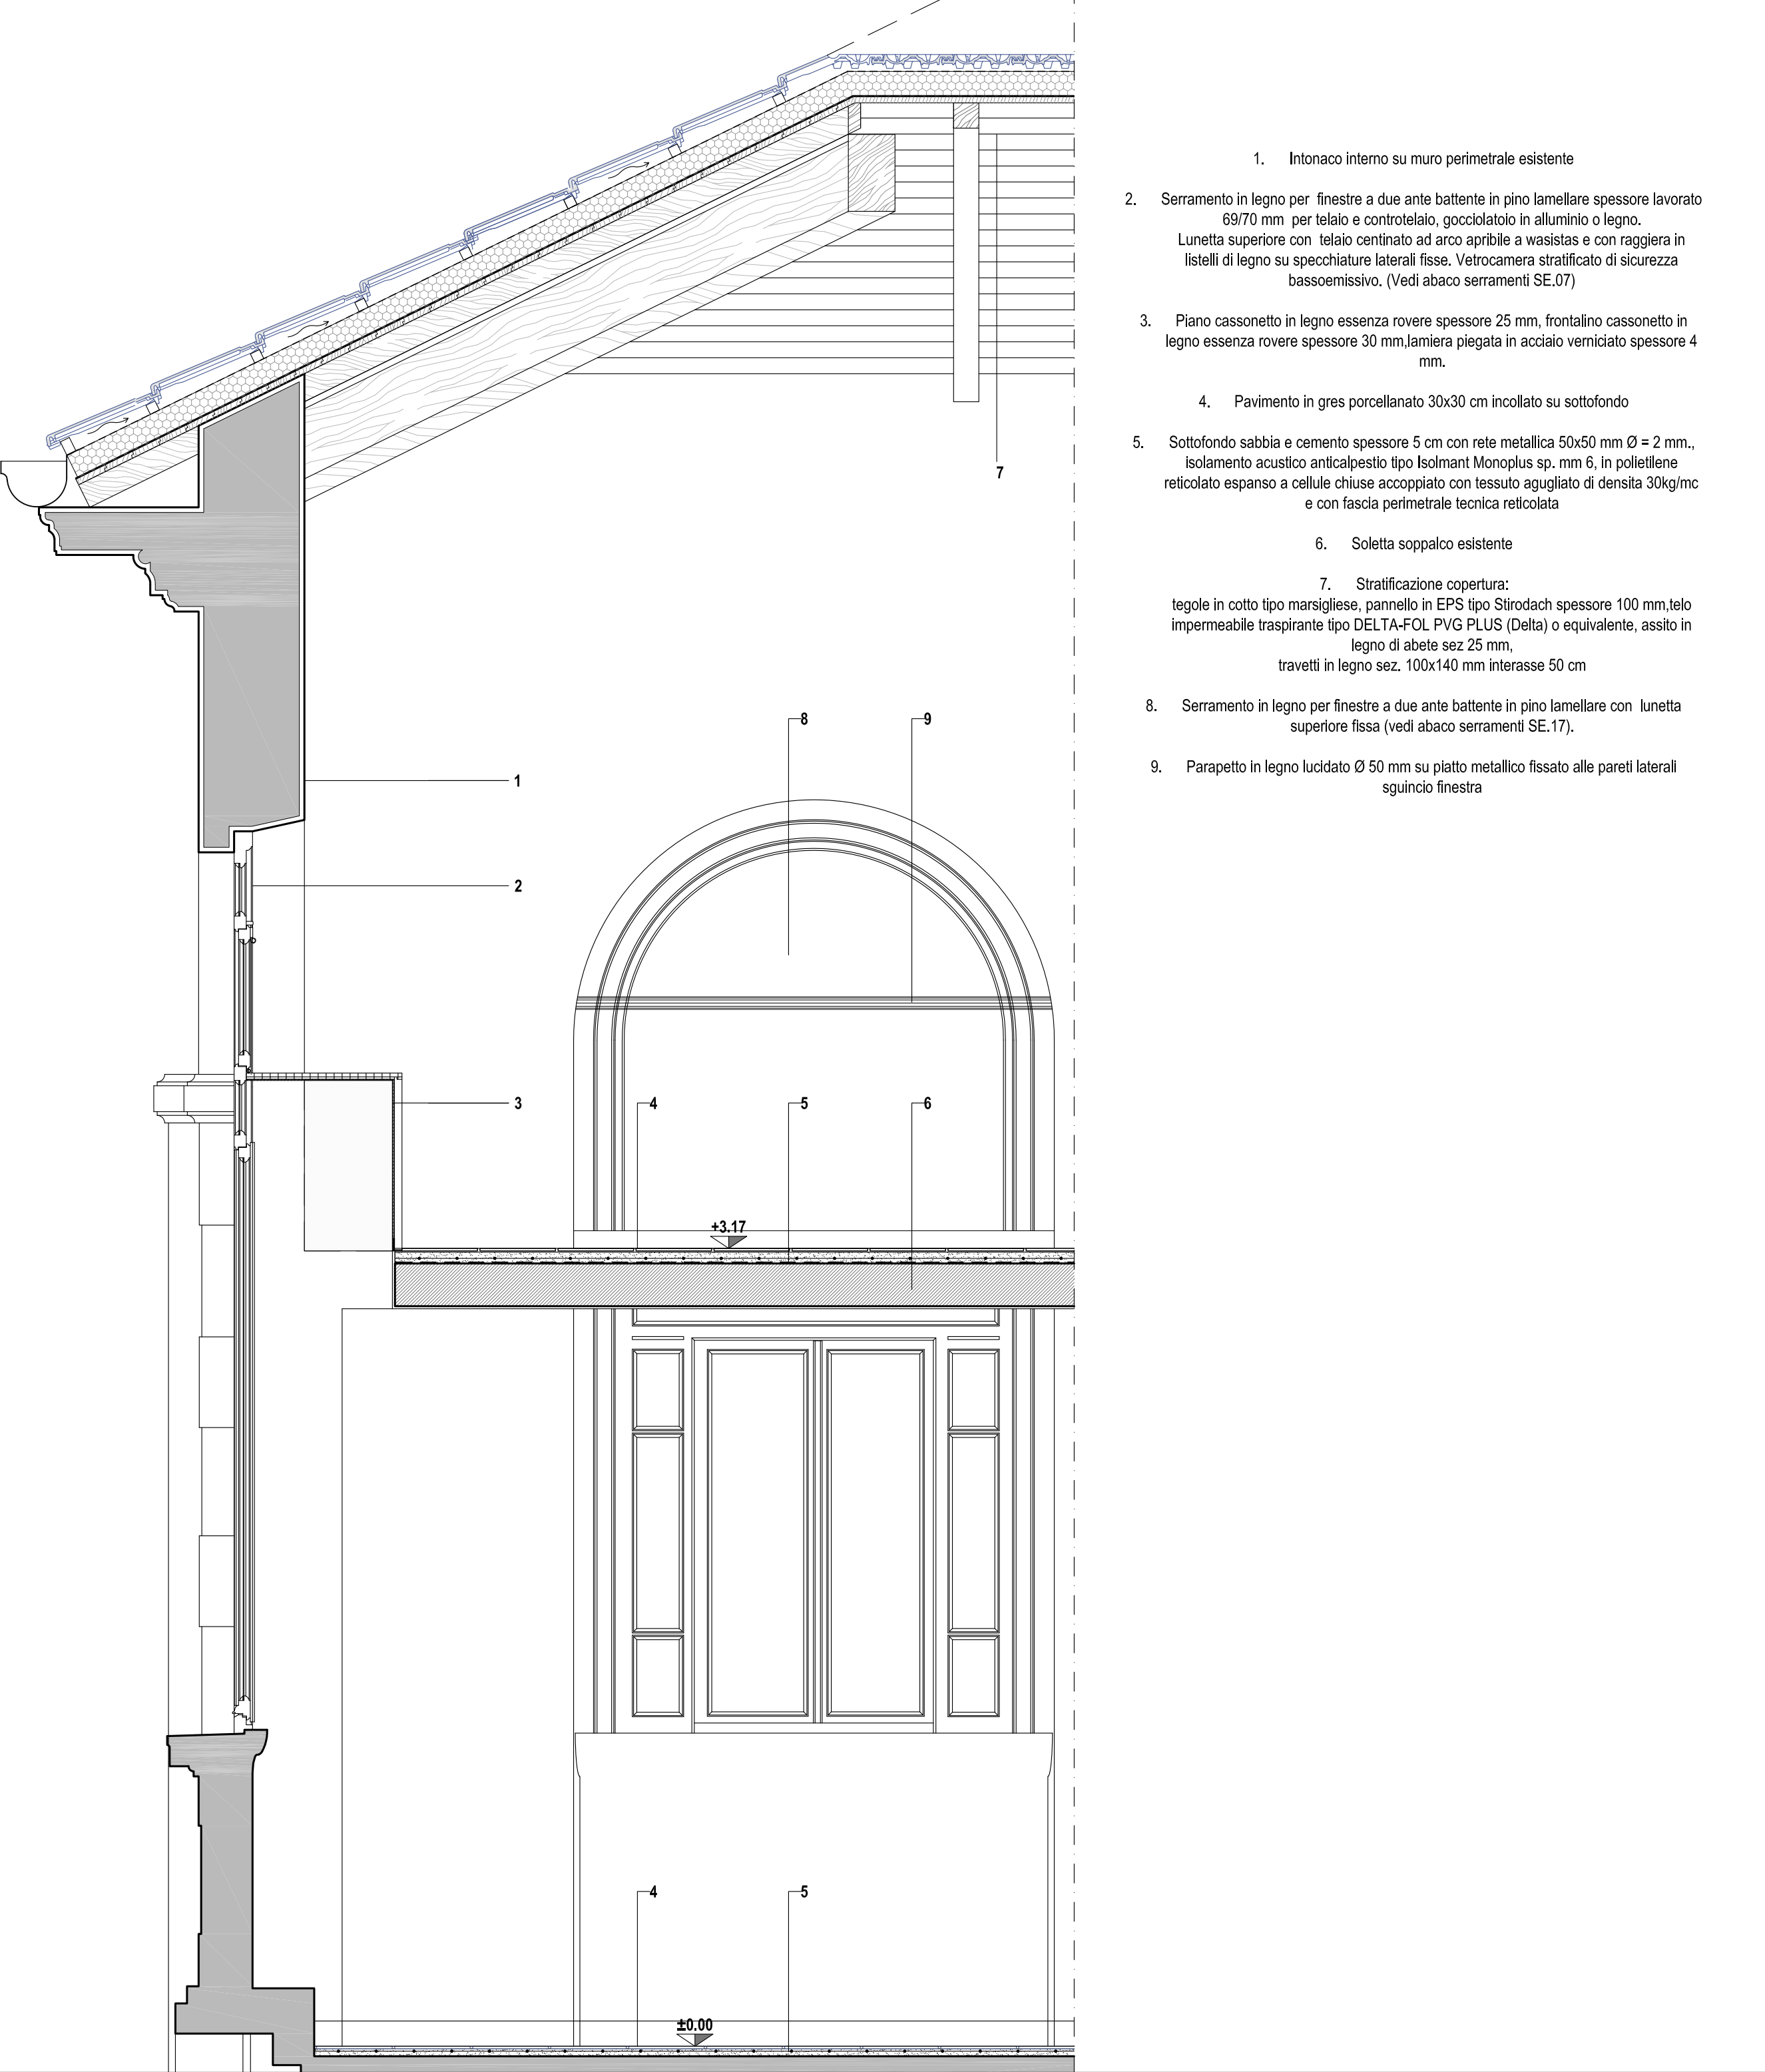 1. Intonaco interno su muro perimetrale esistente
2. Serramento in legno per finestre a due ante battente in pino lamellare spessore lavorato
69/70 mm per telaio e controtelaio, gocciolatoio in alluminio o legno.
Lunetta superiore con telaio centinato ad arco apribile a wasistas e con raggiera in
listelli di legno su specchiature laterali fisse. Vetrocamera stratificato di sicurezza
bassoemissivo. (Vedi abaco serramenti SE.07)
3. Piano cassonetto in legno essenza rovere spessore 25 mm, frontalino cassonetto in
legno essenza rovere spessore 30 mm,lamiera piegata in acciaio verniciato spessore 4
mm.
4. Pavimento in gres porcellanato 30x30 cm incollato su sottofondo
5. Sottofondo sabbia e cemento spessore 5 cm con rete metallica 50x50 mm Ø = 2 mm.,
isolamento acustico anticalpestio tipo Isolmant Monoplus sp. mm 6, in polietilene
reticolato espanso a cellule chiuse accoppiato con tessuto agugliato di densita 30kg/mc
e con fascia perimetrale tecnica reticolata
6. Soletta soppalco esistente
7. Stratificazione copertura:
tegole in cotto tipo marsigliese, pannello in EPS tipo Stirodach spessore 100 mm,telo
impermeabile traspirante tipo DELTA-FOL PVG PLUS (Delta) o equivalente, assito in
legno di abete sez 25 mm,
travetti in legno sez. 100x140 mm interasse 50 cm
8. Serramento in legno per finestre a due ante battente in pino lamellare con lunetta
superiore fissa (vedi abaco serramenti SE.17).
9. Parapetto in legno lucidato Ø 50 mm su piatto metallico fissato alle pareti laterali
sguincio finestra
7
8 9
1
2
3 4 5 6
+3.17
4 5
±0.00